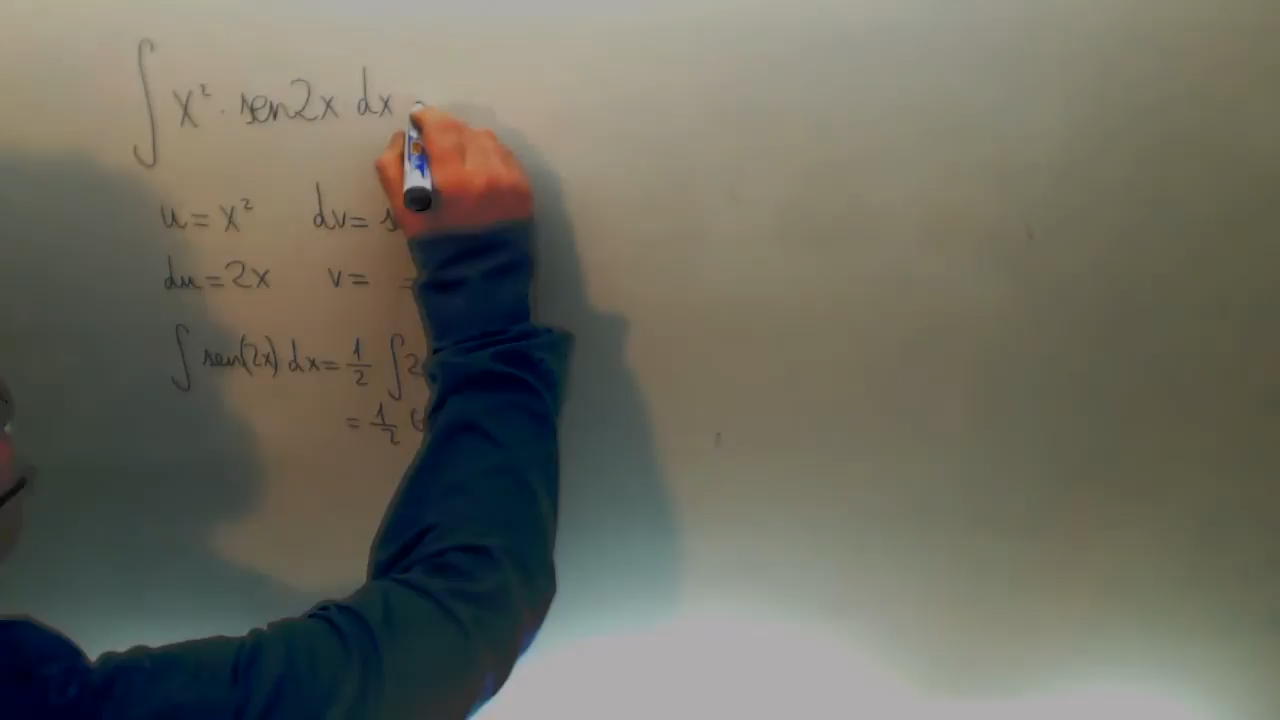 ∫ x² · sen2x dx
u = x² dv =
du = 2x v = =
∫ sen(2x) dx = 1/2 ∫ 2
= 1/2